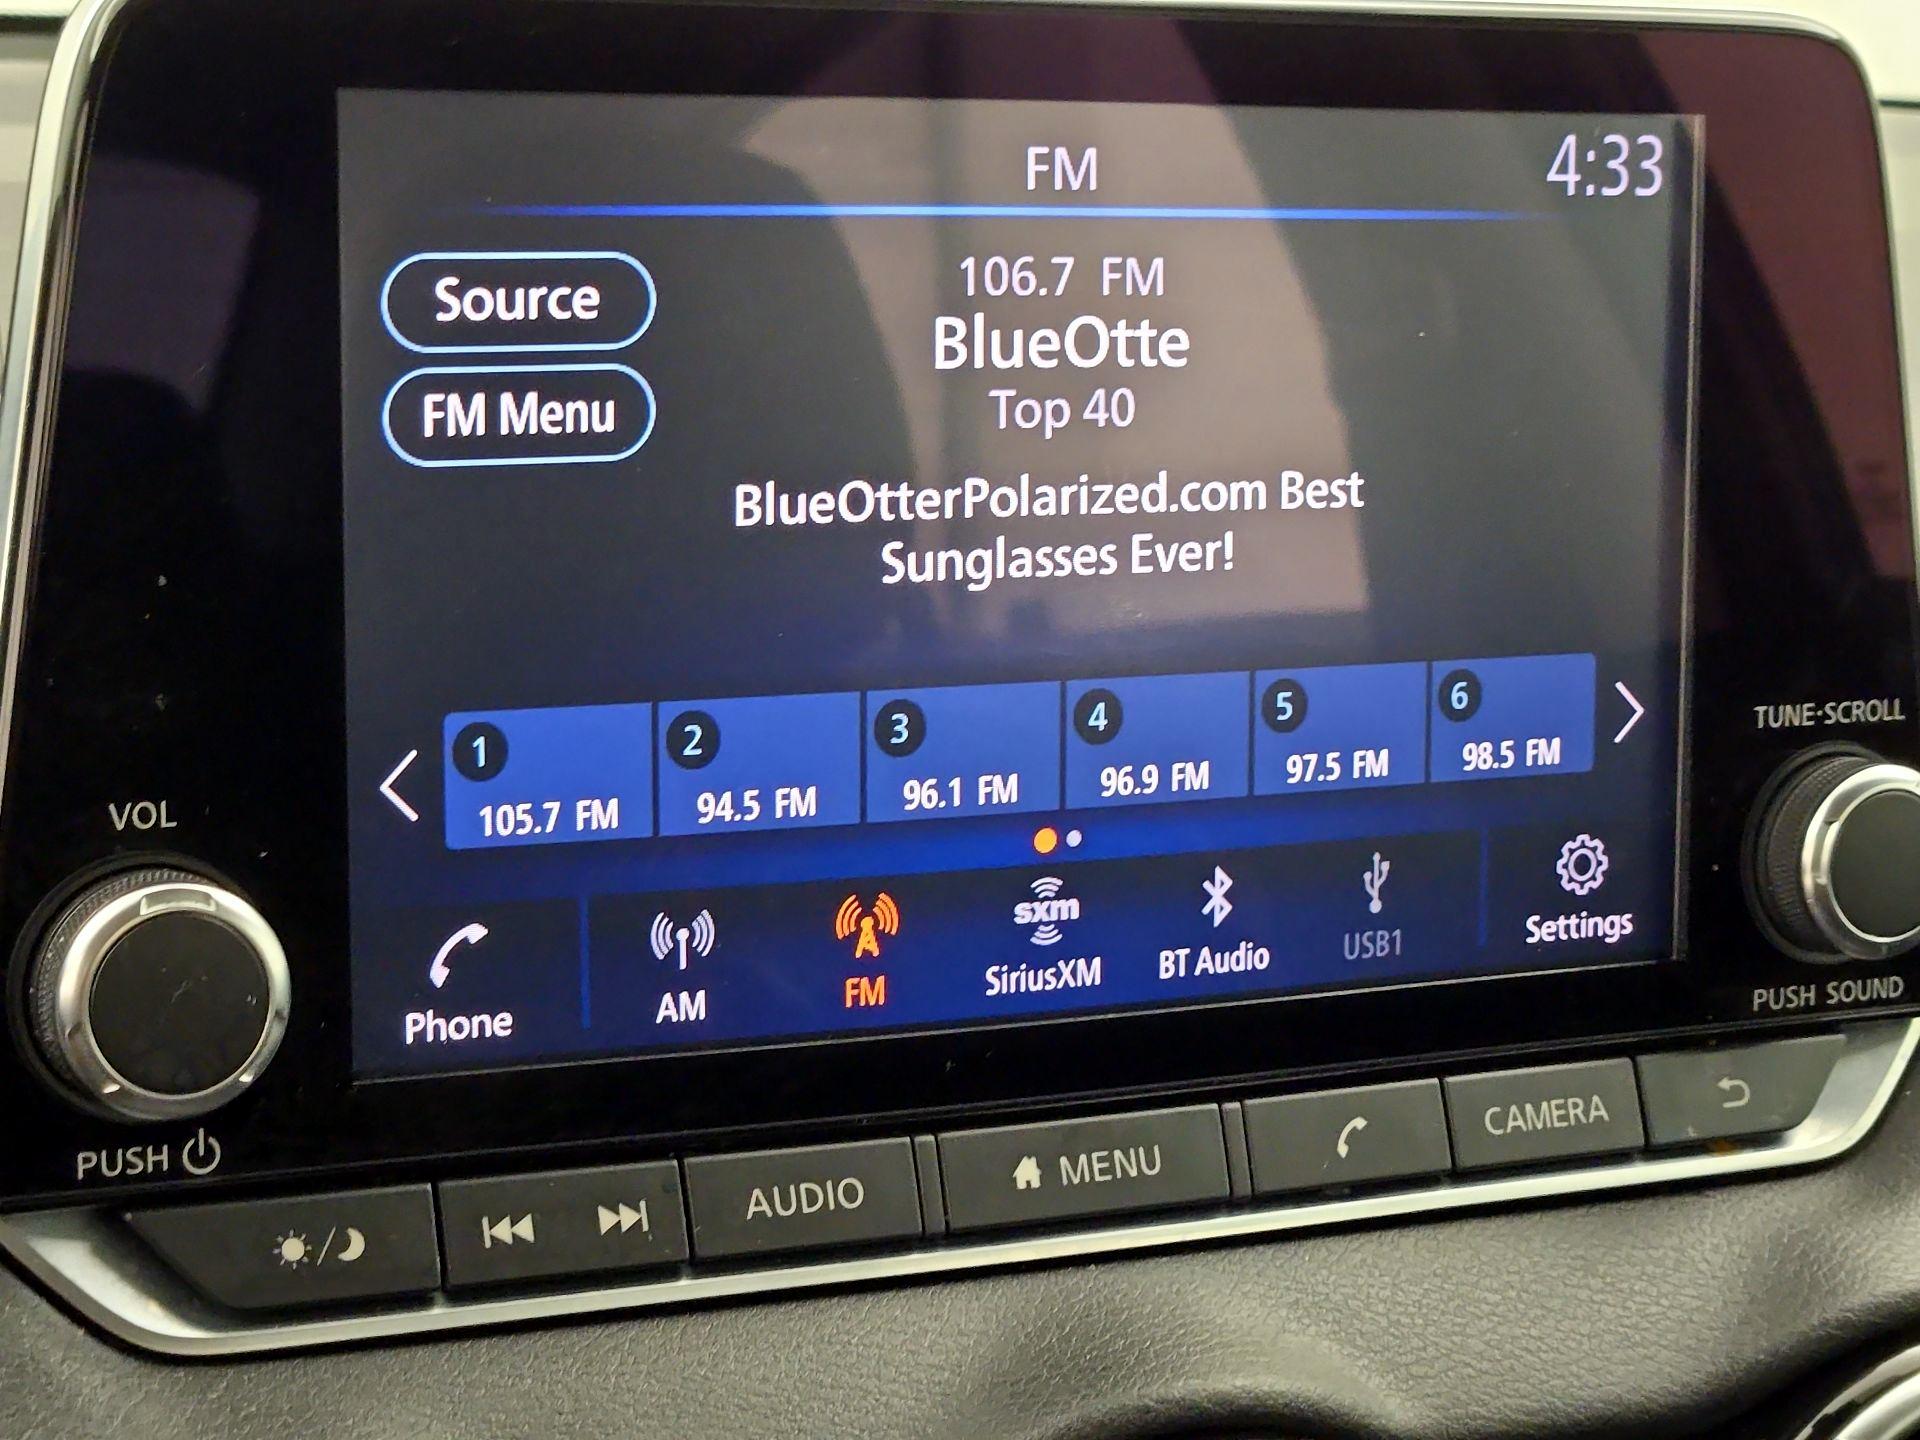 FM
4:33
Source
FM Menu
106.7 FM
BlueOtte
Top 40
BlueOtterPolarized.com Best
Sunglasses Ever!
1
105.7 FM
2
94.5 FM
3
96.1 FM
4
96.9 FM
5
97.5 FM
6
98.5 FM
Phone
AM
FM
sxm
SiriusXM
BT Audio
USB1
Settings
VOL
PUSH
TUNE·SCROLL
PUSH SOUND
AUDIO
MENU
CAMERA